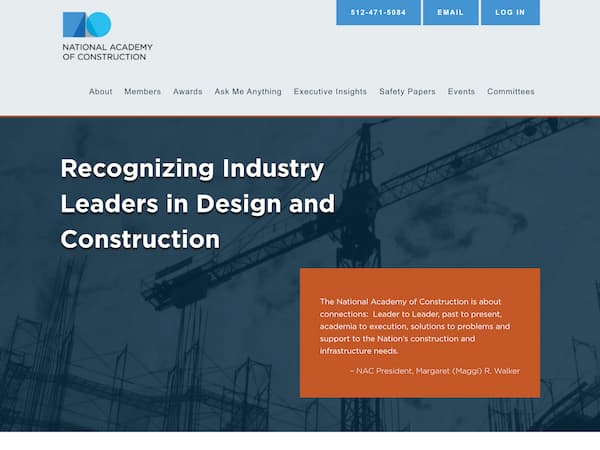 512-471-5084
EMAIL
LOG IN
NATIONAL ACADEMY
OF CONSTRUCTION
About
Members
Awards
Ask Me Anything
Executive Insights
Safety Papers
Events
Committees
Recognizing Industry
Leaders in Design and
Construction
The National Academy of Construction is about
connections:  Leader to Leader, past to present,
academia to execution, solutions to problems and
support to the Nation's construction and
infrastructure needs.
– NAC President, Margaret (Maggi) R. Walker